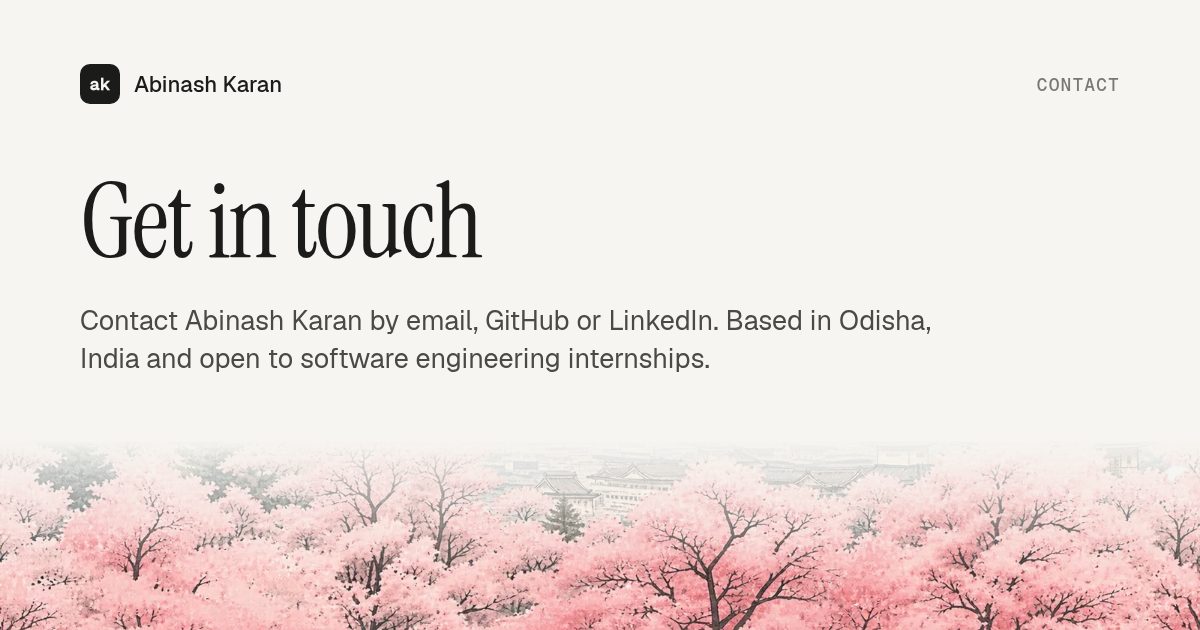 ak
Abinash Karan
CONTACT
Get in touch
Contact Abinash Karan by email, GitHub or LinkedIn. Based in Odisha,
India and open to software engineering internships.